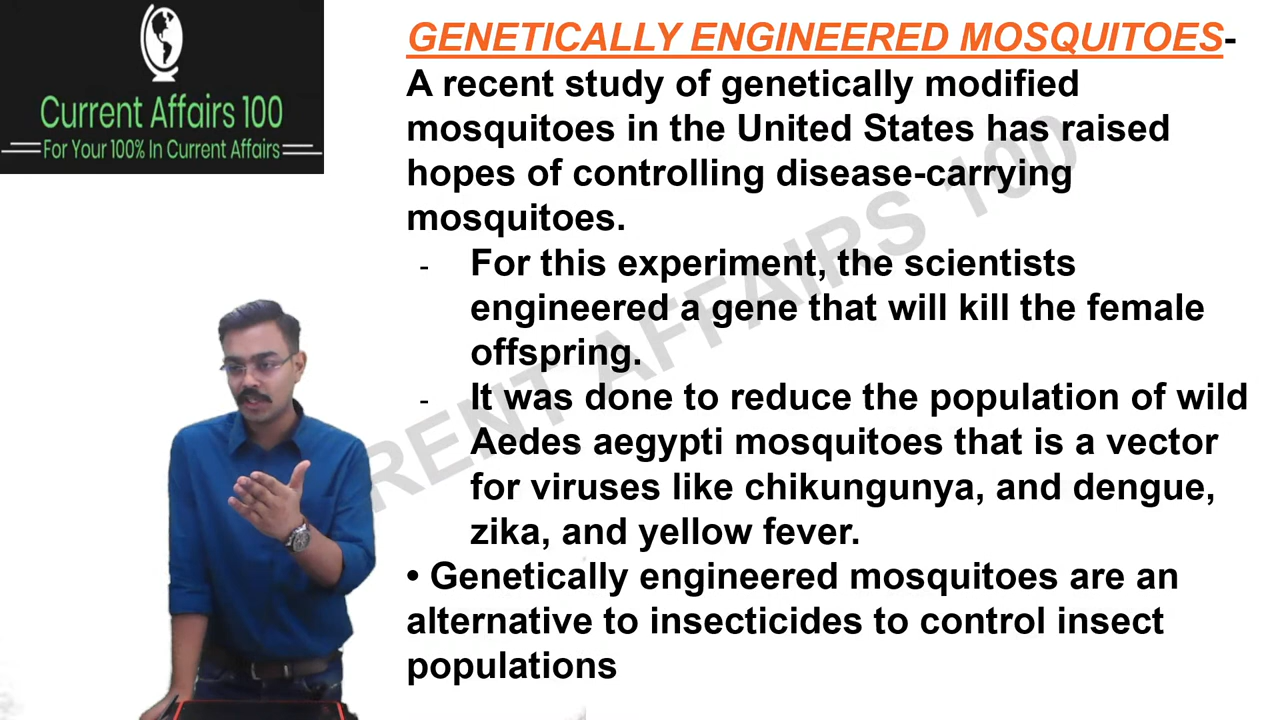 Current Affairs 100
For Your 100% In Current Affairs
GENETICALLY ENGINEERED MOSQUITOES-
A recent study of genetically modified
mosquitoes in the United States has raised
hopes of controlling disease-carrying
mosquitoes.
- For this experiment, the scientists
engineered a gene that will kill the female
offspring.
- It was done to reduce the population of wild
Aedes aegypti mosquitoes that is a vector
for viruses like chikungunya, and dengue,
zika, and yellow fever.
• Genetically engineered mosquitoes are an
alternative to insecticides to control insect
populations
RENT AFFAIRS 100